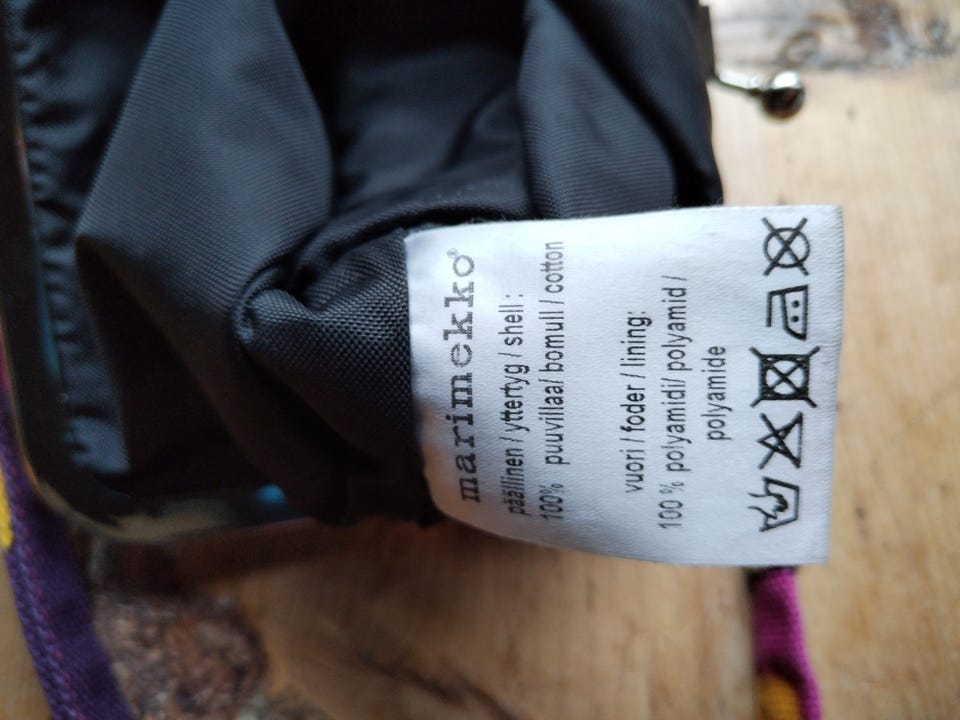 marimekko®
päällinen / yttertyg / shell :
100% puuvillaa/ bomull / cotton
vuori / foder / lining:
100 % polyamidi/ polyamid /
polyamide